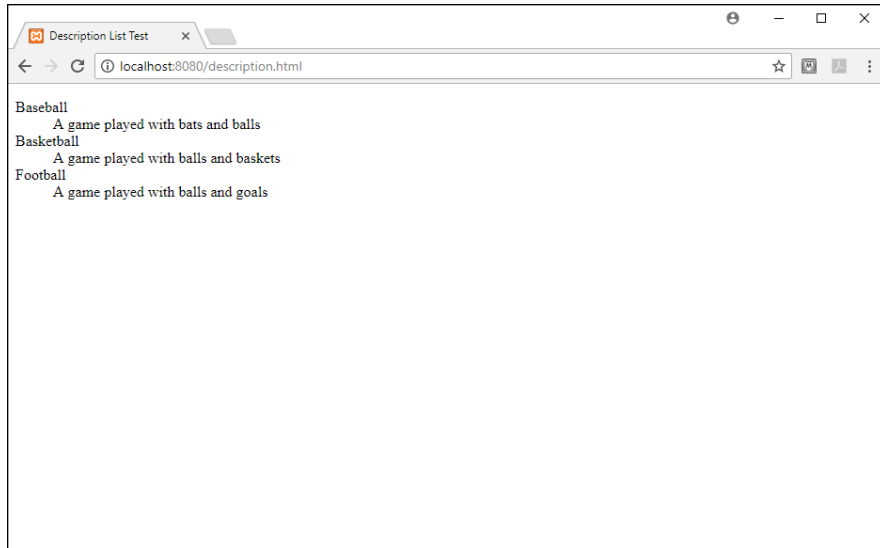 Description List Test
localhost:8080/description.html
Baseball
A game played with bats and balls
Basketball
A game played with balls and baskets
Football
A game played with balls and goals